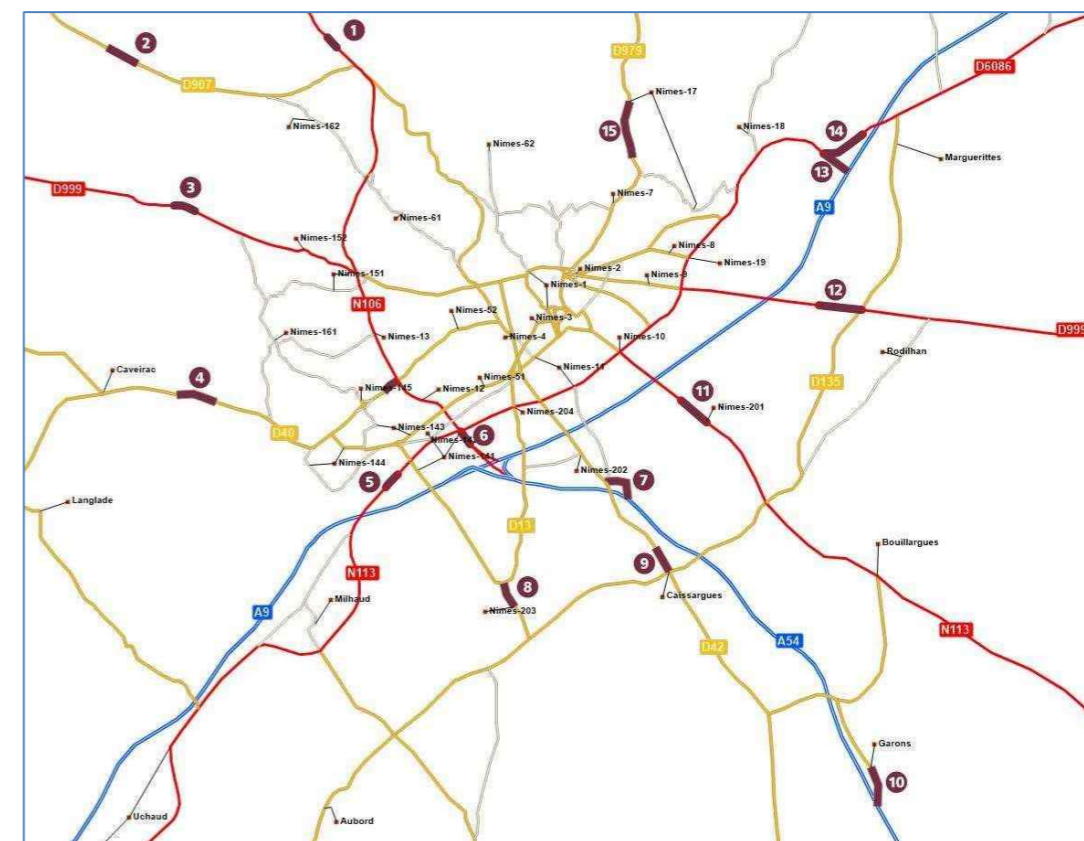 1
2
D979
D6086
D907
Nimes-17
15
14
Nimes-162
Nimes-18
Nimes-62
Marguerittes
13
D999
3
Nimes-7
A9
Nimes-61
Nimes-152
Nimes-8
Nimes-151
Nimes-2
Nimes-19
Nimes-9
Nimes-1
12
N106
Nimes-52
Nimes-3
D999
Nimes-161
Nimes-13
Nimes-4
Nimes-10
Rodilhan
Caveirac
Nimes-11
4
Nimes-145
Nimes-12
Nimes-51
D135
11
Nimes-201
Nimes-204
D40
Nimes-143
6
Nimes-141
Nimes-144
Nimes-202
5
7
Langlade
D13
Bouillargues
9
N113
8
Caissargues
Milhaud
Nimes-203
A9
N113
A54
D42
Garons
10
Uchaud
Aubord